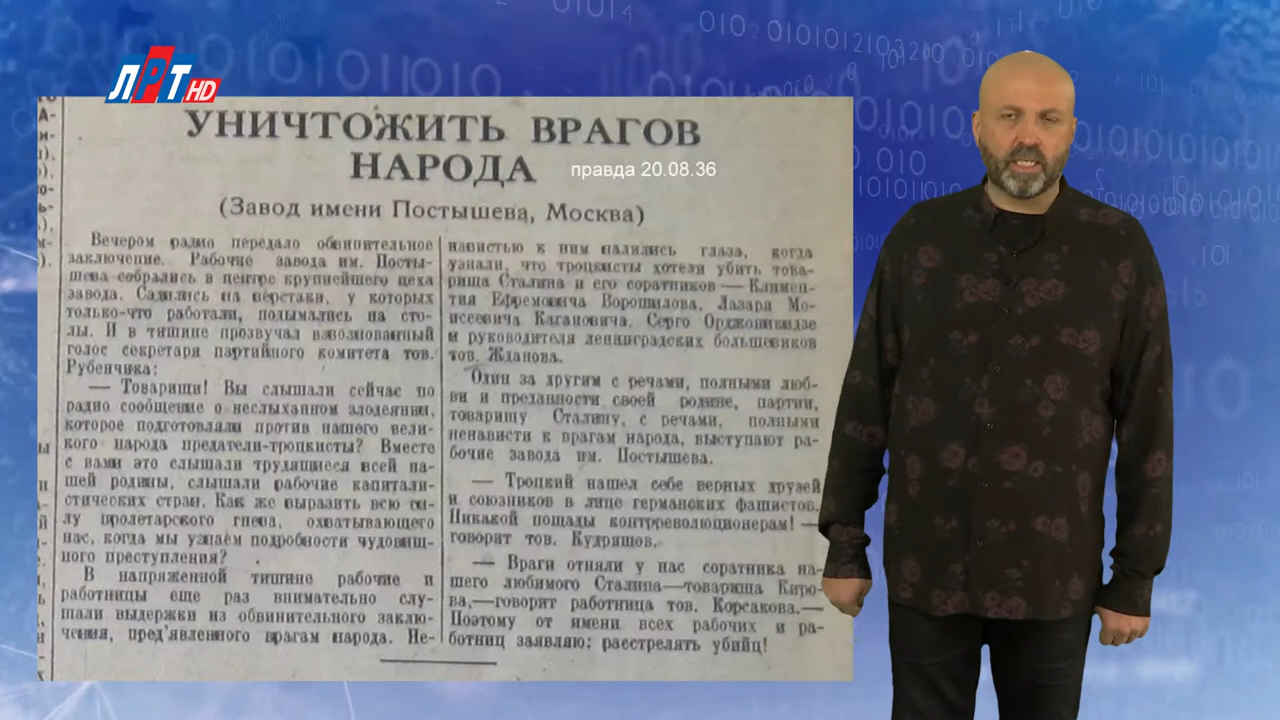 ЛРТ HD
УНИЧТОЖИТЬ ВРАГОВ
НАРОДА
правда 20.08.36
(Завод имени Постышева, Москва)
Вечером радио передало обвинительное
заключение. Рабочие завода им. Посты-
шева собрались в центре крупнейшего цеха
завода. Садились на верстаки, у которых
только-что работали, подымались на сто-
лы. И в тишине прозвучал взволнованный
голос секретаря партийного комитета тов.
Рубенчика:
— Товарищи! Вы слышали сейчас по
радио сообщение о неслыханном злодеянии,
которое подготовляли против нашего вели-
кого народа предатели-троцкисты? Вместе
с вами это слышали трудящиеся всей на-
шей родины, слышали рабочие капитали-
стических стран. Как же выразить всю си-
лу пролетарского гнева, охватывающего
нас, когда мы узнаём подробности чудовищ-
ного преступления?
В напряженной тишине рабочие и
работницы еще раз внимательно слу-
шали выдержки из обвинительного заклю-
чения, пред'явленного врагам народа. Не-
навистью к ним налились глаза, когда
узнали, что троцкисты хотели убить това-
рища Сталина и его соратников — Климен-
тия Ефремовича Ворошилова, Лазаря Мо-
исеевича Кагановича, Серго Орджоникидзе
и руководителя ленинградских большевиков
тов. Жданова.
Один за другим с речами, полными люб-
ви и преданности своей родине, партии,
товарищу Сталину, с речами, полными
ненависти к врагам народа, выступают ра-
бочие завода им. Постышева.
— Троцкий нашел себе верных друзей
и союзников в лице германских фашистов.
Никакой пощады контрреволюционерам! —
говорит тов. Кудряшов.
— Враги отняли у нас соратника на-
шего любимого Сталина—товарища Киро-
ва,—говорит работница тов. Корсакова.—
Поэтому от имени всех рабочих и ра-
ботниц заявляю: расстрелять убийц!